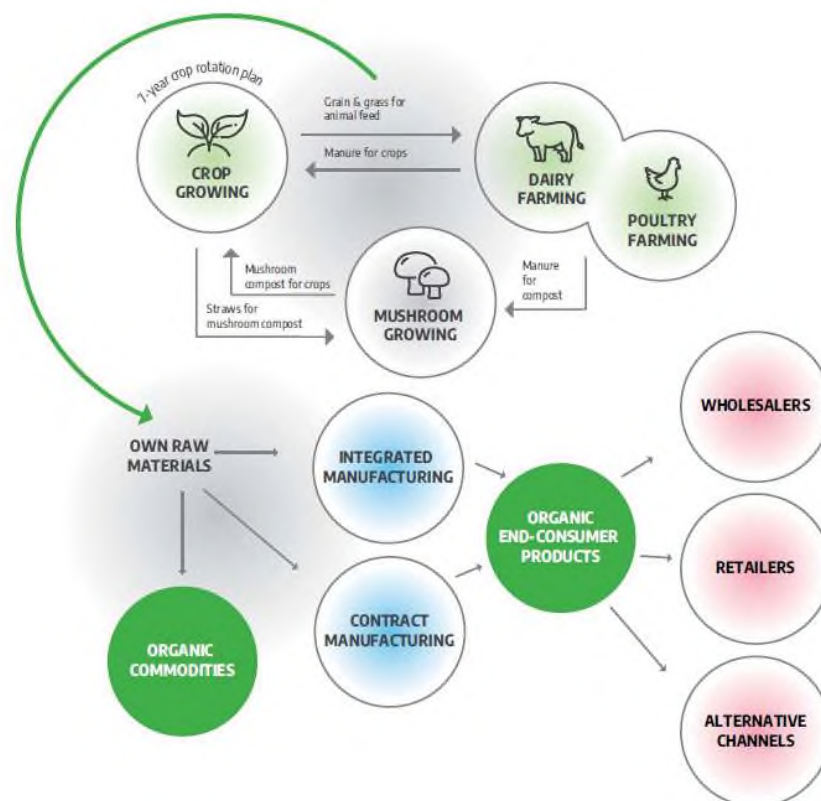 7-year crop rotation plan
Grain & grass for
animal feed
Manure for crops
CROP
GROWING
DAIRY
FARMING
POULTRY
FARMING
Mushroom
compost for crops
Straws for
mushroom compost
MUSHROOM
GROWING
Manure
for
compost
OWN RAW
MATERIALS
INTEGRATED
MANUFACTURING
CONTRACT
MANUFACTURING
ORGANIC
COMMODITIES
ORGANIC
END-CONSUMER
PRODUCTS
WHOLESALERS
RETAILERS
ALTERNATIVE
CHANNELS